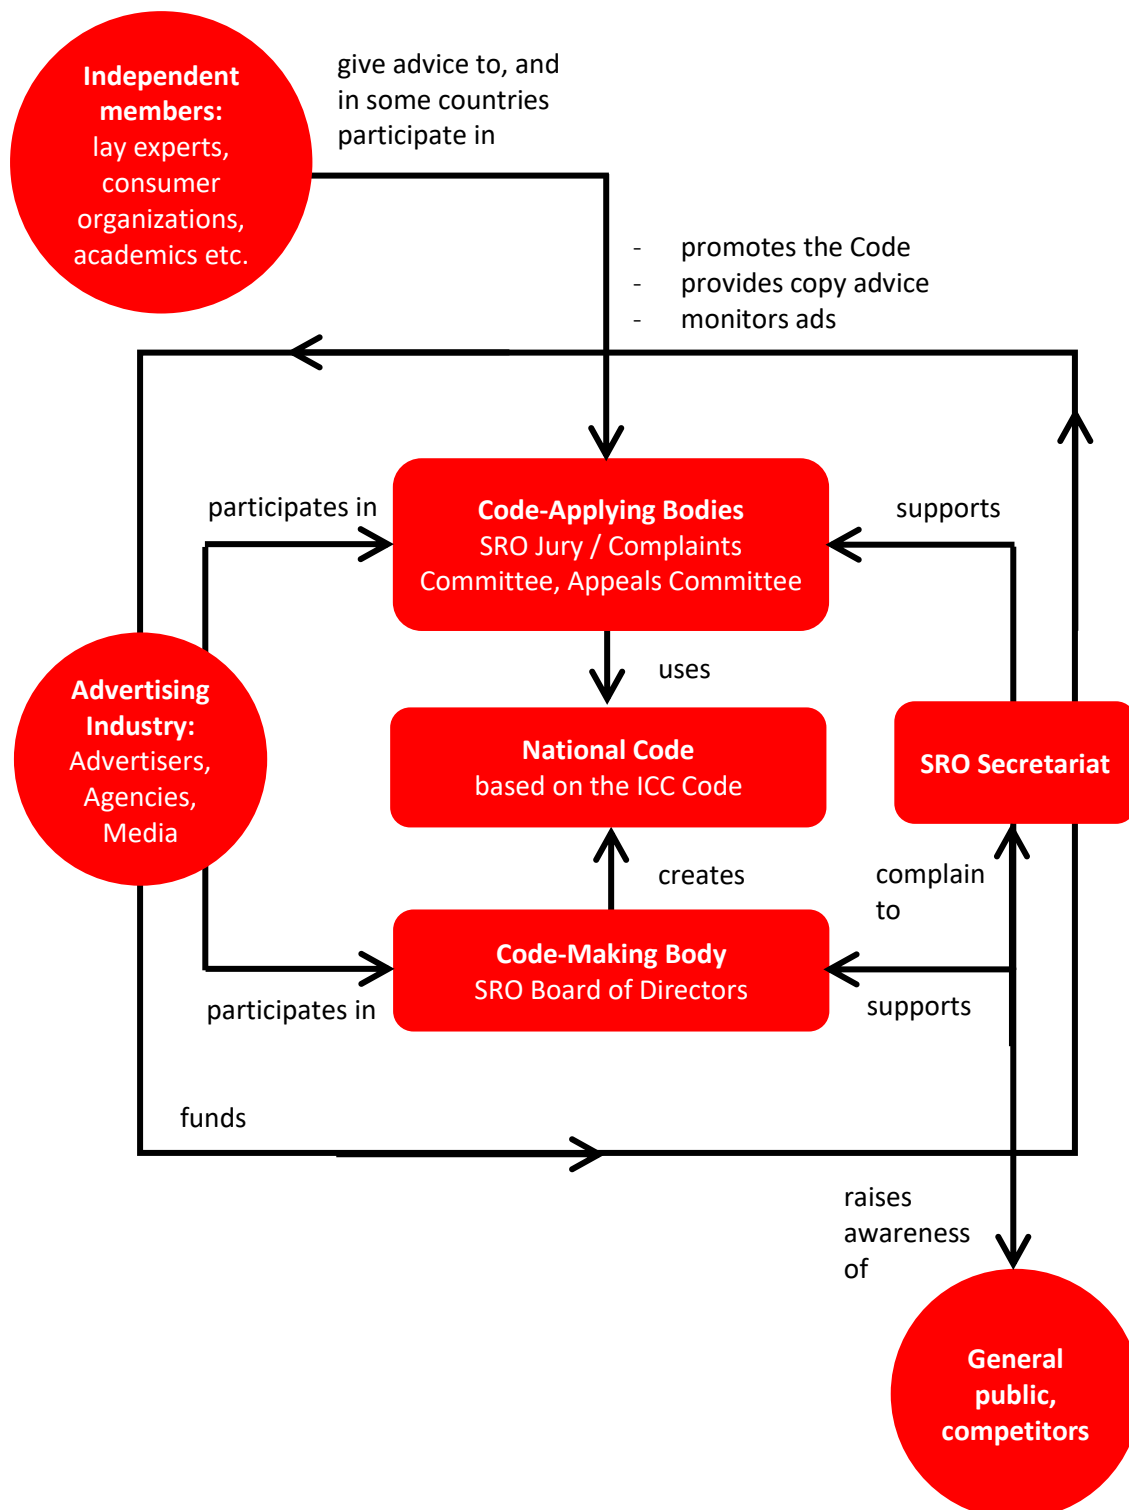 Independent
members:
lay experts,
consumer
organizations,
academics etc.
give advice to, and
in some countries
participate in
- promotes the Code
- provides copy advice
- monitors ads
participates in
Code-Applying Bodies
SRO Jury / Complaints
Committee, Appeals Committee
supports
uses
Advertising
Industry:
Advertisers,
Agencies,
Media
National Code
based on the ICC Code
SRO Secretariat
creates
complain
to
Code-Making Body
SRO Board of Directors
participates in
supports
funds
raises
awareness
of
General
public,
competitors